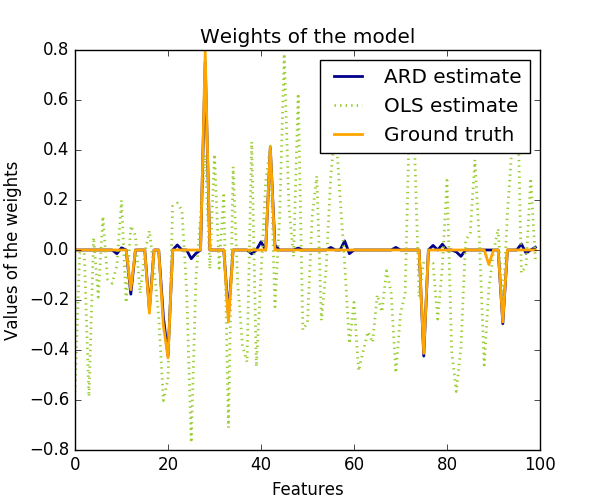 Weights of the model
ARD estimate
OLS estimate
Ground truth
Values of the weights
0.8
0.6
0.4
0.2
0.0
−0.2
−0.4
−0.6
−0.8
0 20 40 60 80 100
Features